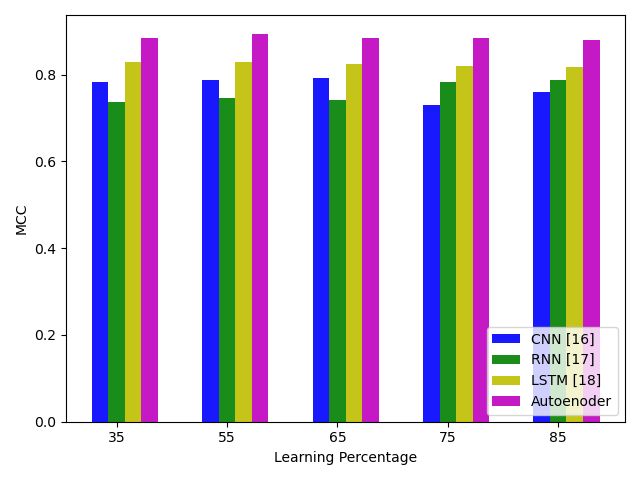 MCC
0.8
0.6
0.4
0.2
0.0
35 55 65 75 85
Learning Percentage
CNN [16]
RNN [17]
LSTM [18]
Autoenoder